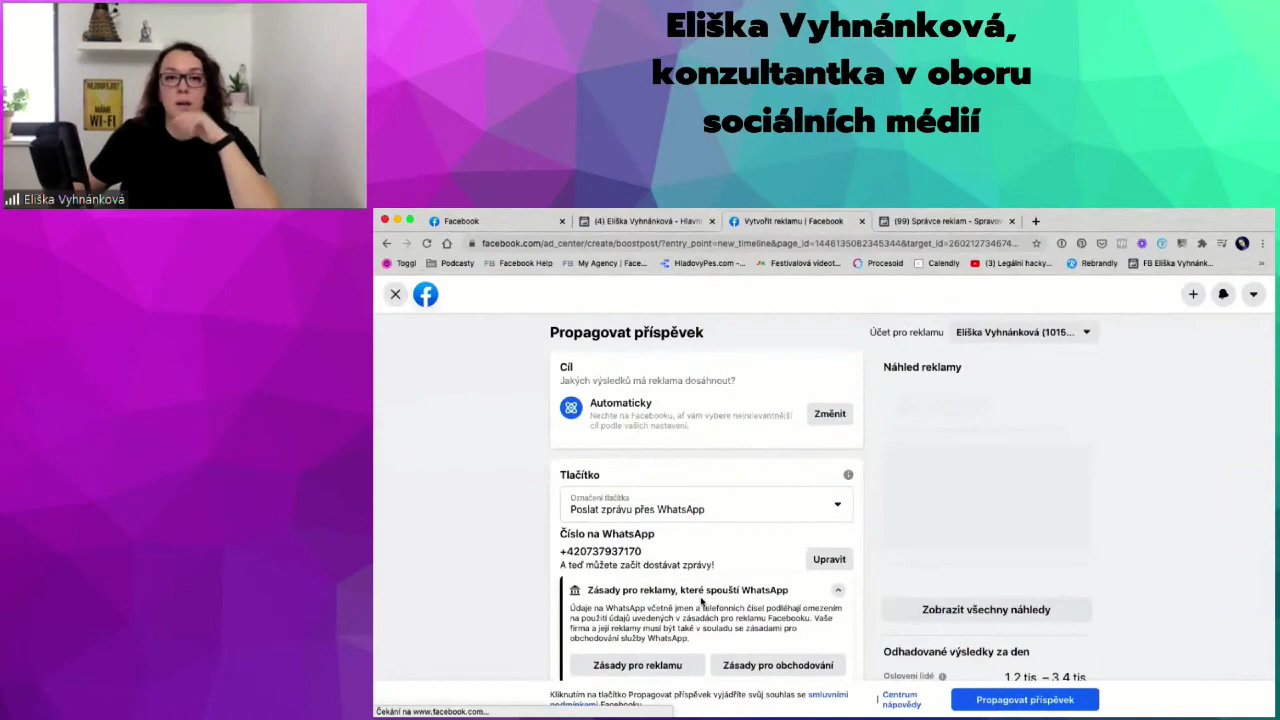 Eliška Vyhnánková,
konzultantka v oboru
sociálních médií
MÁME
WI-FI
Eliška Vyhnánková
Facebook
(4) Eliška Vyhnánková - Hlavní
Vytvořit reklamu | Facebook
(99) Správce reklam - Spravov
facebook.com/ad_center/create/boostpost/?entry_point=new_timeline&page_id=1446135082345344&target_id=260212734674...
Toggl
Podcasty
FB Facebook Help
FB My Agency | Face...
HladovyPes.com -...
Festivalová videot...
Procesoid
Calendly
(3) Legální hacky...
Rebrandly
FB Eliška Vyhnánk...
»
Propagovat příspěvek
Účet pro reklamu
Eliška Vyhnánková (1015...
Cíl
Jakých výsledků má reklama dosáhnout?
Automaticky
Nechte na Facebooku, ať vám vybere nejrelevantnější
cíl podle vašich nastavení.
Změnit
Náhled reklamy
Tlačítko
Označení tlačítka
Poslat zprávu přes WhatsApp
Číslo na WhatsApp
+420737937170
A teď můžete začít dostávat zprávy!
Upravit
Zásady pro reklamy, které spouští WhatsApp
Údaje na WhatsApp včetně jmen a telefonních čísel podléhají omezením
na použití údajů uvedených v zásadách pro reklamu Facebooku. Vaše
firma a její reklamy musí být také v souladu se zásadami pro
obchodování služby WhatsApp.
Zásady pro reklamu
Zásady pro obchodování
Zobrazit všechny náhledy
Odhadované výsledky za den
Oslovení lidé
1,2 tis. – 3,4 tis.
Kliknutím na tlačítko Propagovat příspěvek vyjádříte svůj souhlas se smluvními
podmínkami Facebooku
Centrum
nápovědy
Propagovat příspěvek
Čekání na www.facebook.com...